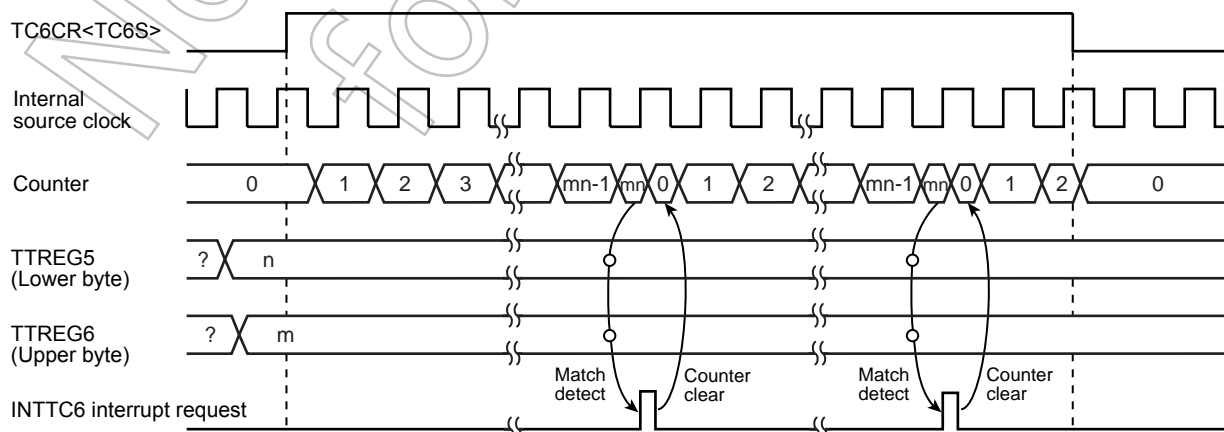 TC6CR<TC6S>
Internal
source clock
Counter
0 1 2 3 mn-1 mn 0 1 2 mn-1 mn 0 1 2 0
TTREG5
(Lower byte)
? n
TTREG6
(Upper byte)
? m
Match
detect
Counter
clear
Match
detect
Counter
clear
INTTC6 interrupt request